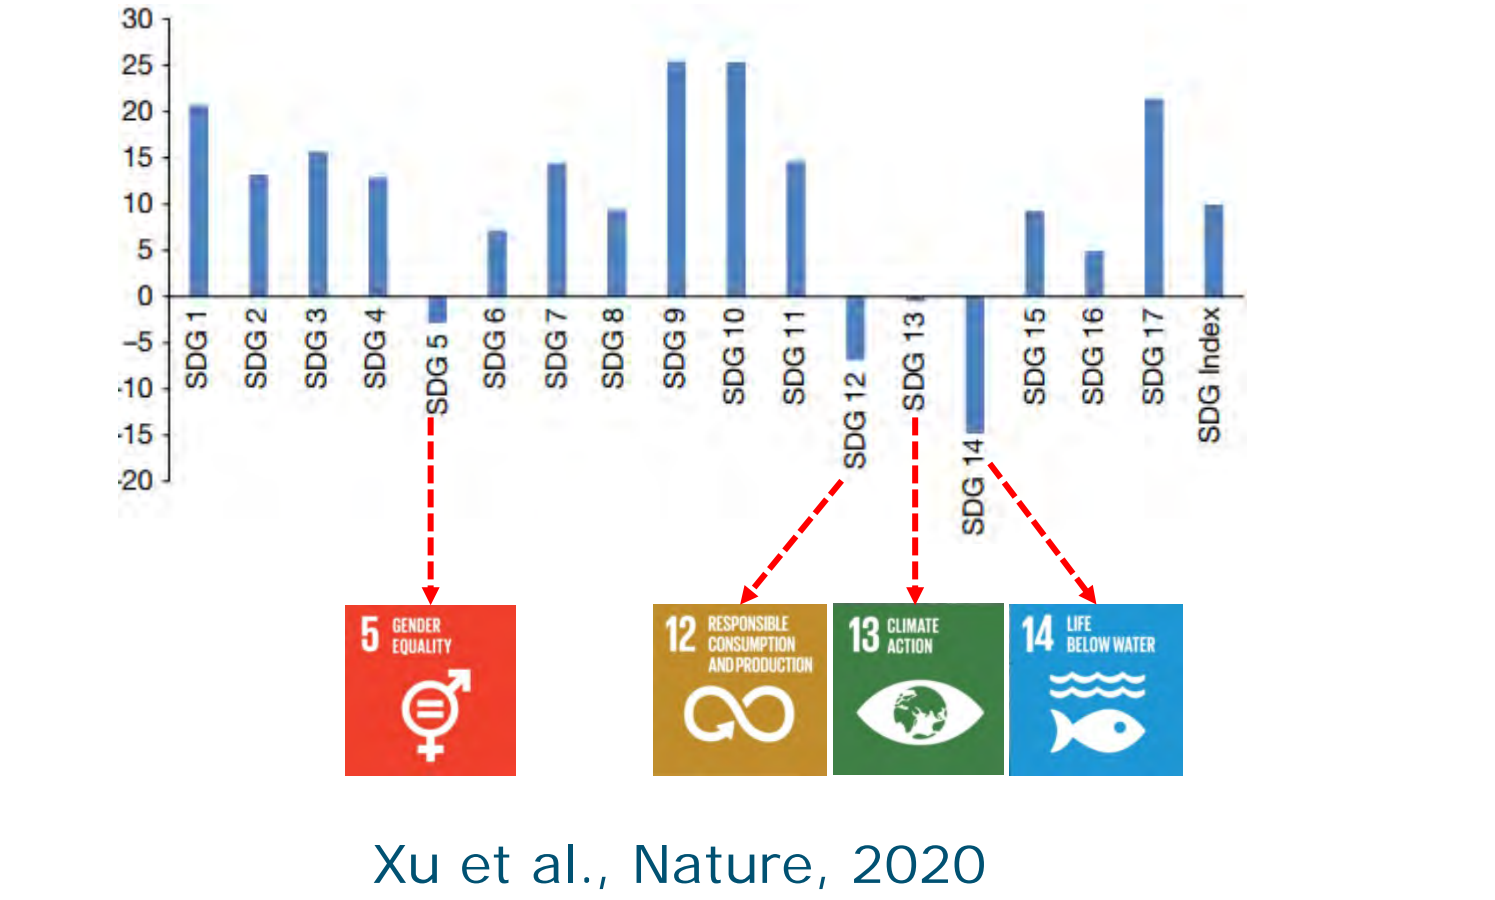 30
25
20
15
10
5
0
–5
-10
-15
-20
SDG 1
SDG 2
SDG 3
SDG 4
SDG 5
SDG 6
SDG 7
SDG 8
SDG 9
SDG 10
SDG 11
SDG 12
SDG 13
SDG 14
SDG 15
SDG 16
SDG 17
SDG Index
5 GENDER
EQUALITY
12 RESPONSIBLE
CONSUMPTION
AND PRODUCTION
13 CLIMATE
ACTION
14 LIFE
BELOW WATER
Xu et al., Nature, 2020